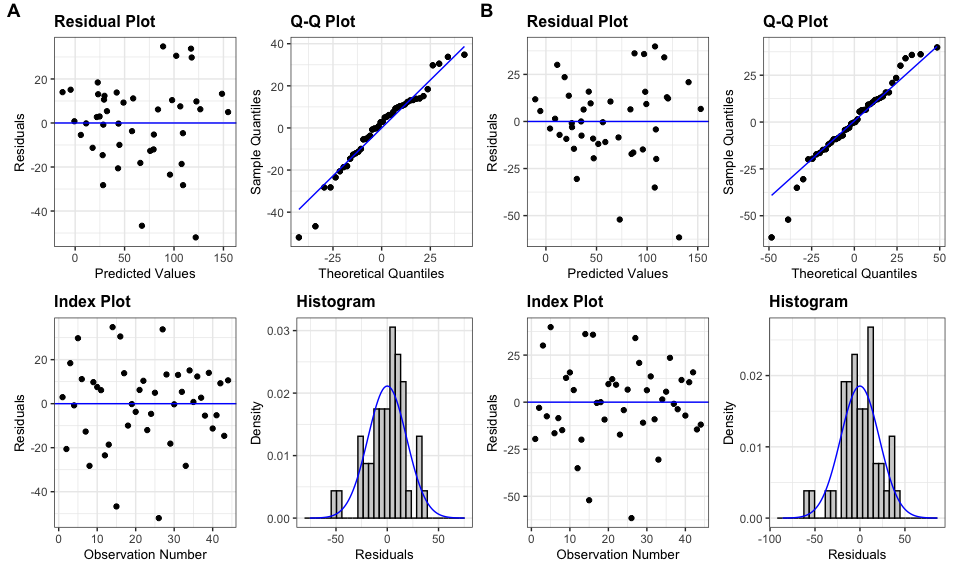 A
Residual Plot
20
0
-20
-40
0
50
100
150
Residuals
Predicted Values
Q-Q Plot
40
20
0
-20
-40
-25
0
25
Sample Quantiles
Theoretical Quantiles
B
Residual Plot
25
0
-25
-50
0
50
100
150
Residuals
Predicted Values
Q-Q Plot
25
0
-25
-50
-50
-25
0
25
50
Sample Quantiles
Theoretical Quantiles
Index Plot
20
0
-20
-40
0
10
20
30
40
Residuals
Observation Number
Histogram
0.03
0.02
0.01
0.00
-50
0
50
Density
Residuals
Index Plot
25
0
-25
-50
0
10
20
30
40
Residuals
Observation Number
Histogram
0.02
0.01
0.00
-100
-50
0
50
Density
Residuals